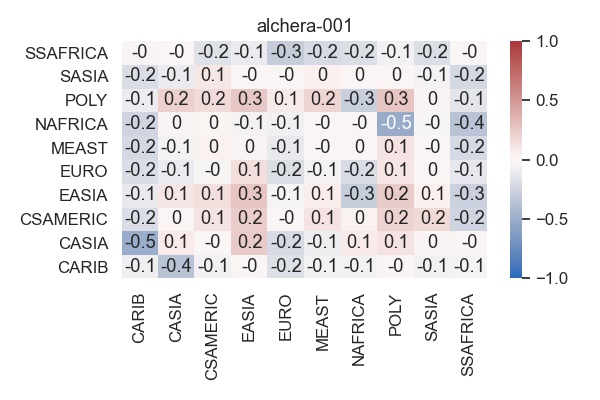 alchera-001
SSAFRICA -0 -0 -0.2 -0.1 -0.3 -0.2 -0.2 -0.1 -0.2 -0
SASIA -0.2 -0.1 0.1 -0 -0 0 0 0 -0.1 -0.2
POLY -0.1 0.2 0.2 0.3 0.1 0.2 -0.3 0.3 0 -0.1
NAFRICA -0.2 0 0 -0.1 -0.1 -0 -0 -0.5 -0 -0.4
MEAST -0.2 -0.1 0 0 -0.1 -0 0 0.1 -0 -0.2
EURO -0.2 -0.1 -0 0.1 -0.2 -0.1 -0.2 0.1 0 -0.1
EASIA -0.1 0.1 0.1 0.3 -0.1 0.1 -0.3 0.2 0.1 -0.3
CSAMERIC -0.2 0 0.1 0.2 -0 0.1 0 0.2 0.2 -0.2
CASIA -0.5 0.1 -0 0.2 -0.2 -0.1 0.1 0.1 0 -0
CARIB -0.1 -0.4 -0.1 -0 -0.2 -0.1 -0.1 -0 -0.1 -0.1
CARIB CASIA CSAMERIC EASIA EURO MEAST NAFRICA POLY SASIA SSAFRICA
1.0
0.5
0.0
−0.5
−1.0